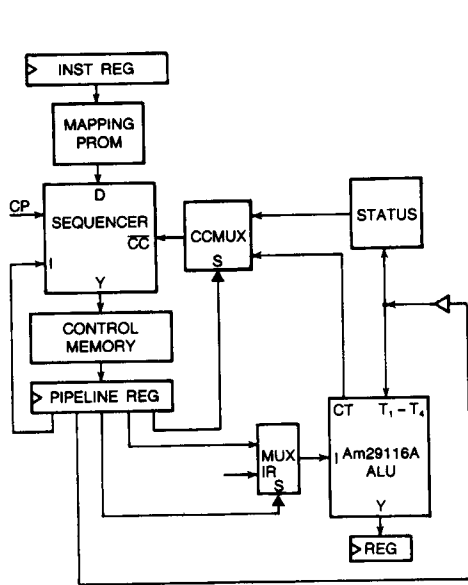 INST REG
MAPPING
PROM
D
CP
SEQUENCER
CC
I
Y
CCMUX
S
STATUS
CONTROL
MEMORY
PIPELINE REG
MUX
IR
S
CT
T1 – T4
I
Am29116A
ALU
Y
REG